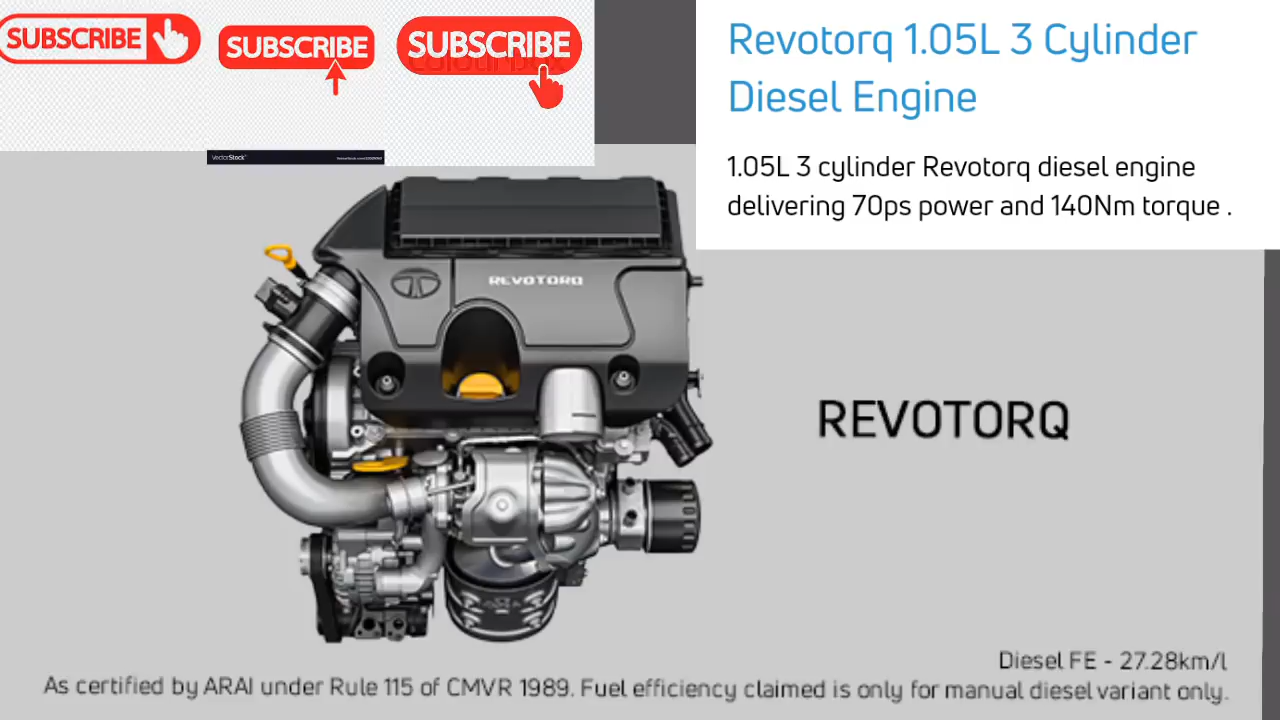 SUBSCRIBE
SUBSCRIBE
SUBSCRIBE
VectorStock
Revotorq 1.05L 3 Cylinder
Diesel Engine
1.05L 3 cylinder Revotorq diesel engine
delivering 70ps power and 140Nm torque .
REVOTORQ
REVOTORQ
Diesel FE - 27.28km/l
As certified by ARAI under Rule 115 of CMVR 1989. Fuel efficiency claimed is only for manual diesel variant only.